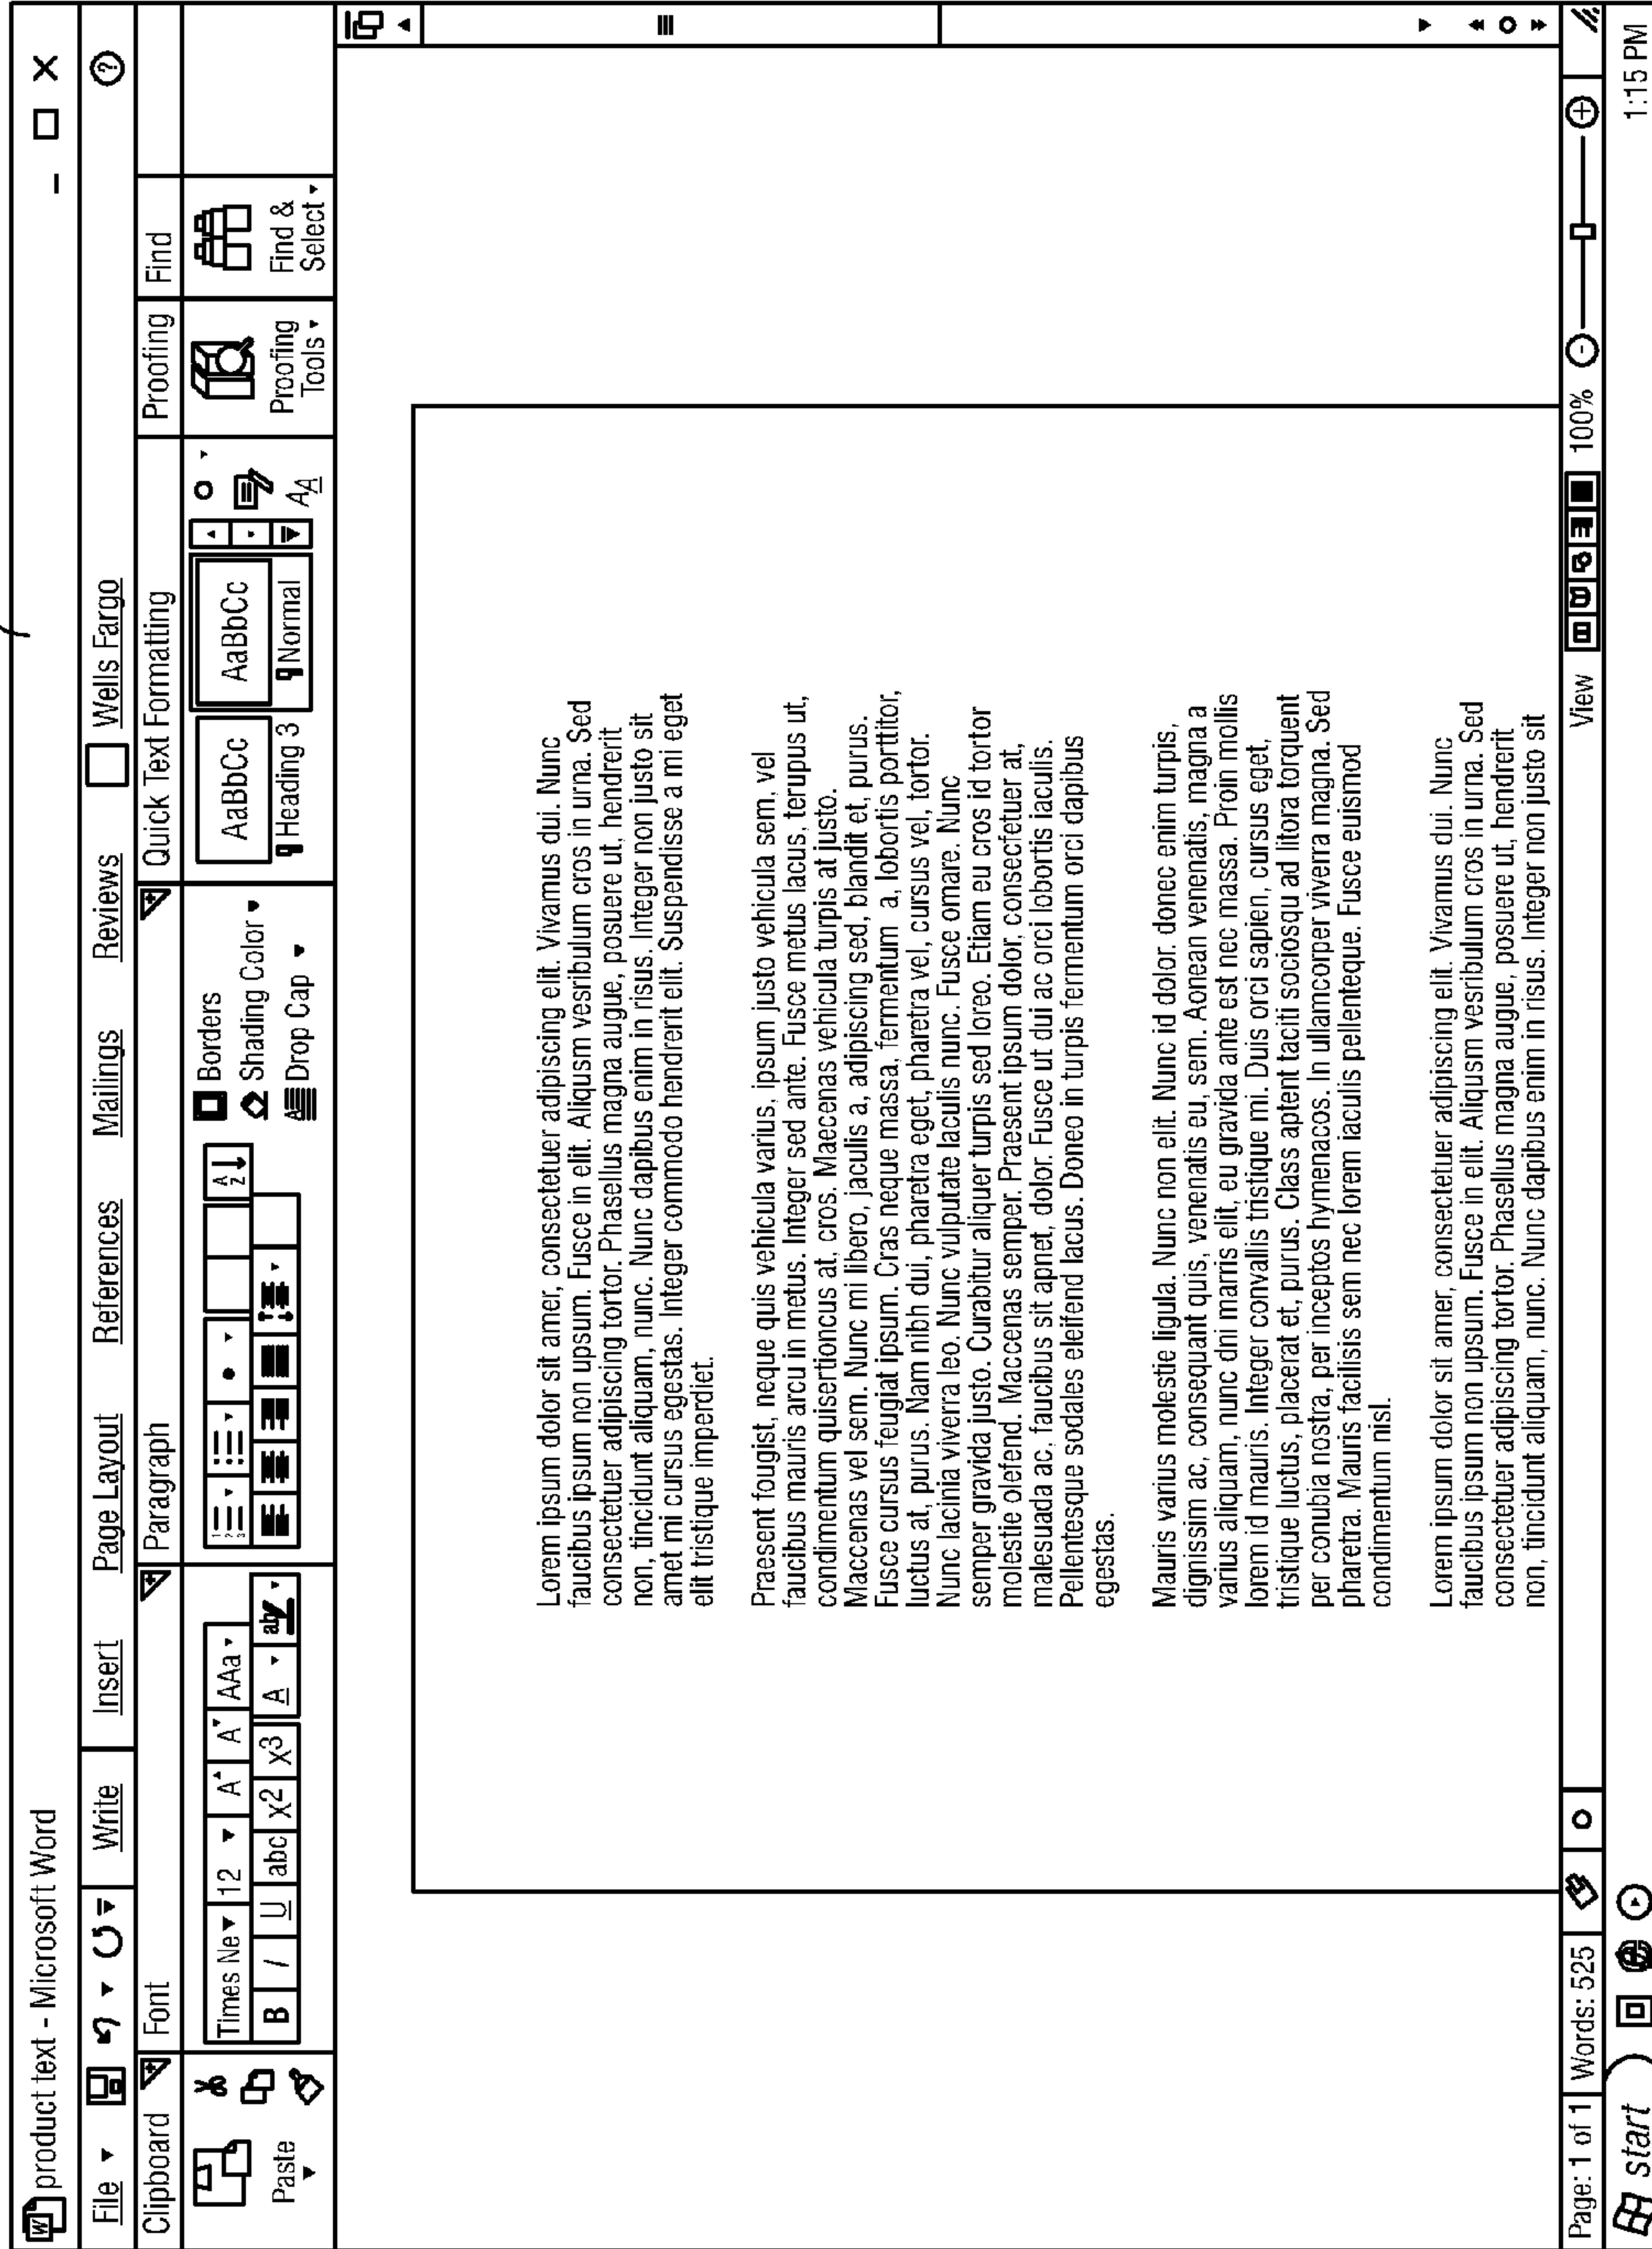 product text - Microsoft Word
File Write Insert Page Layout References Mailings Reviews Wells Fargo ?
Clipboard Font Paragraph Quick Text Formatting Proofing Find
Paste
Times Ne 12 A A AAa
B I U abc x2 x3 A ab
Borders
Shading Color
Drop Cap
AaBbCc AaBbCc
¶ Heading 3 ¶ Normal
AA
Proofing
Tools
Find &
Select
Lorem ipsum dolor sit amer, consectetuer adipiscing elit. Vivamus dui. Nunc
faucibus ipsum non upsum. Fusce in elit. Aliqusm vesribulum cros in urna. Sed
consectetuer adipiscing tortor. Phasellus magna augue, posuere ut, hendrerit
non, tincidunt aliquam, nunc. Nunc dapibus enim in risus. Integer non justo sit
amet mi cursus egestas. Integer commodo hendrerit elit. Suspendisse a mi eget
elit tristique imperdiet.
Praesent fougist, neque quis vehicula varius, ipsum justo vehicula sem, vel
faucibus mauris arcu in metus. Integer sed ante. Fusce metus lacus, terupus ut,
condimentum quisertioncus at, cros. Maecenas vehicula turpis at justo.
Maccenas vel sem. Nunc mi libero, jaculis a, adipiscing sed, blandit et, purus.
Fusce cursus feugiat ipsum. Cras neque massa, fermentum a, lobortis porttitor,
luctus at, purus. Nam nibh dui, pharetra eget, pharetra vel, cursus vel, tortor.
Nunc lacinia viverra leo. Nunc vulputate laculis nunc. Fusce omare. Nunc
semper gravida justo. Curabitur aliquer turpis sed loreo. Etiam eu cros id tortor
molestie olefend. Maccenas semper. Praesent ipsum dolor, consecfetuer at,
malesuada ac, faucibus sit apnet, dolor. Fusce ut dui ac orci lobortis iaculis.
Pellentesque sodales eleifend lacus. Doneo in turpis fermentum orci dapibus
egestas.
Mauris varius molestie ligula. Nunc non elit. Nunc id dolor. donec enim turpis,
dignissim ac, consequant quis, venenatis eu, sem. Aonean venenatis, magna a
varius aliquam, nunc dni marris elit, eu gravida ante est nec massa. Proin mollis
lorem id mauris. Integer convallis tristique mi. Duis orci sapien, cursus eget,
tristique luctus, placerat et, purus. Class aptent taciti sociosqu ad litora torquent
per conubia nostra, per inceptos hymenacos. In ullamcorper viverra magna. Sed
pharetra. Mauris facilisis sem nec lorem iaculis pellenteque. Fusce euismod
condimentum nisl.
Lorem ipsum dolor sit amer, consectetuer adipiscing elit. Vivamus dui. Nunc
faucibus ipsum non upsum. Fusce in elit. Aliqusm vesribulum cros in urna. Sed
consectetuer adipiscing tortor. Phasellus magna augue, posuere ut, hendrerit
non, tincidunt aliquam, nunc. Nunc dapibus enim in risus. Integer non justo sit
Page: 1 of 1 Words: 525 View 100%
start 1:15 PM